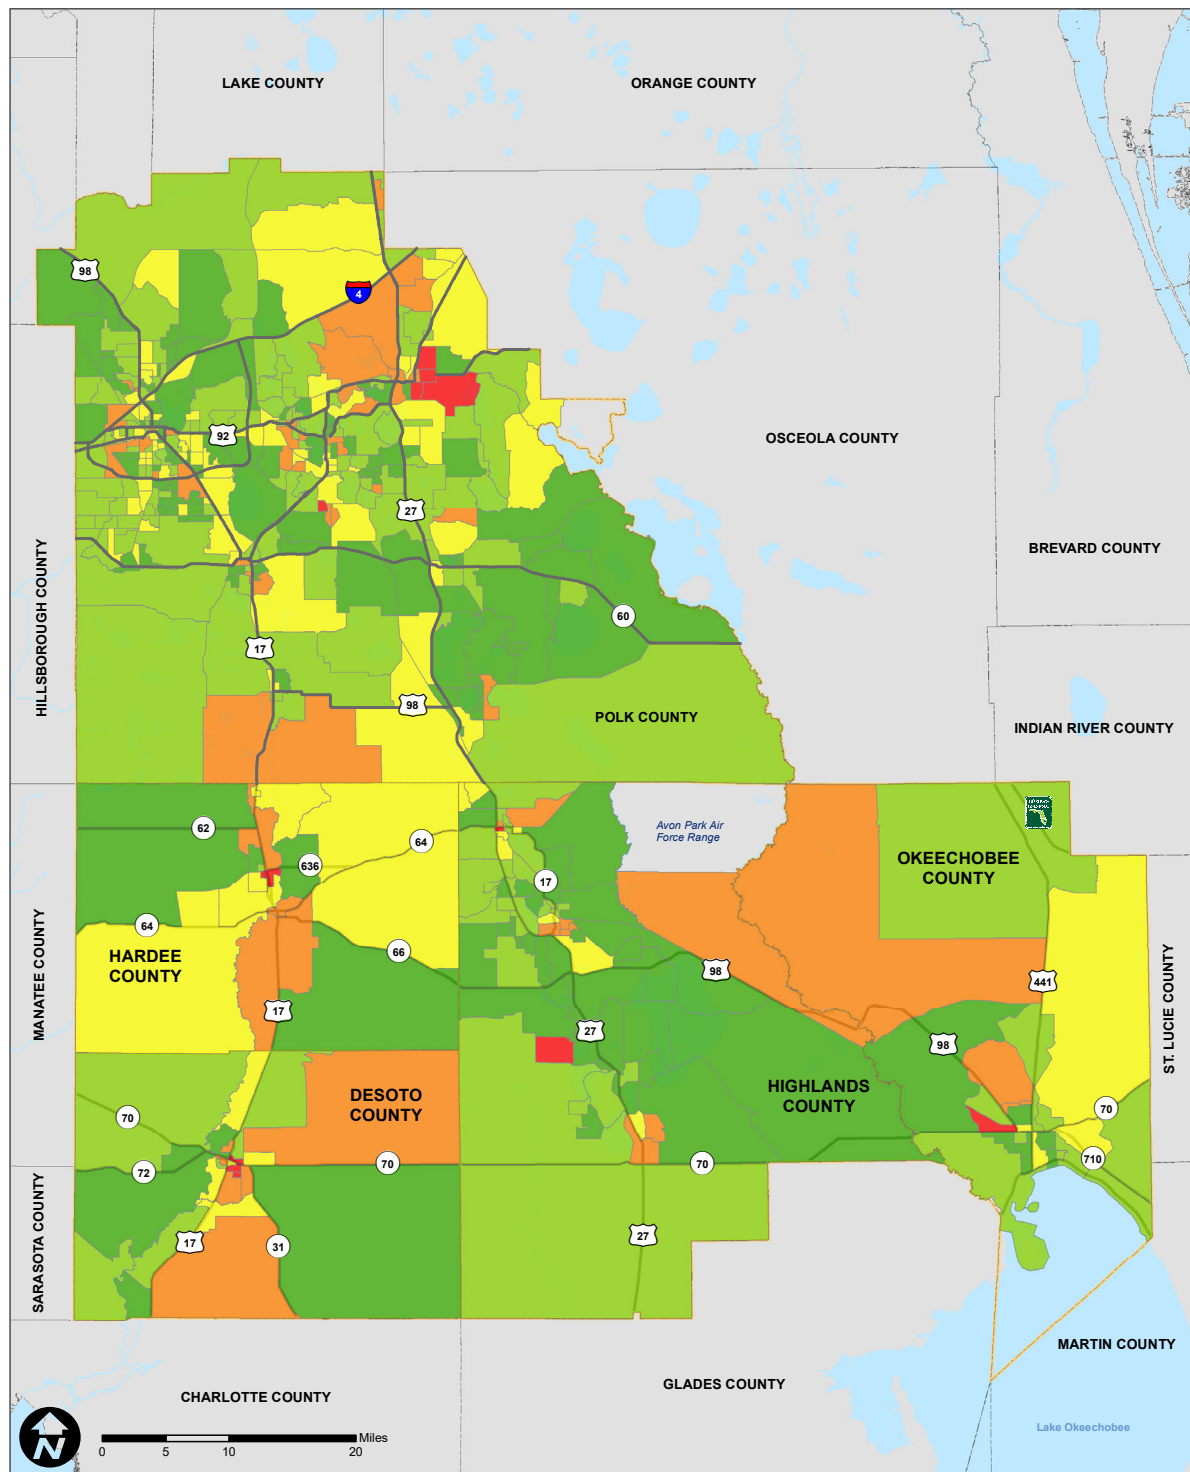 LAKE COUNTY
ORANGE COUNTY
98
4
92
OSCEOLA COUNTY
27
BREVARD COUNTY
HILLSBOROUGH COUNTY
60
17
98
POLK COUNTY
INDIAN RIVER COUNTY
62
64
Avon Park Air
Force Range
636
OKEECHOBEE
COUNTY
17
64
66
HARDEE
COUNTY
98
441
MANATEE COUNTY
17
27
98
ST. LUCIE COUNTY
DESOTO
COUNTY
HIGHLANDS
COUNTY
70
70
72
70
70
710
17
31
27
SARASOTA COUNTY
MARTIN COUNTY
GLADES COUNTY
CHARLOTTE COUNTY
Lake Okeechobee
N
Miles
0 5 10 20